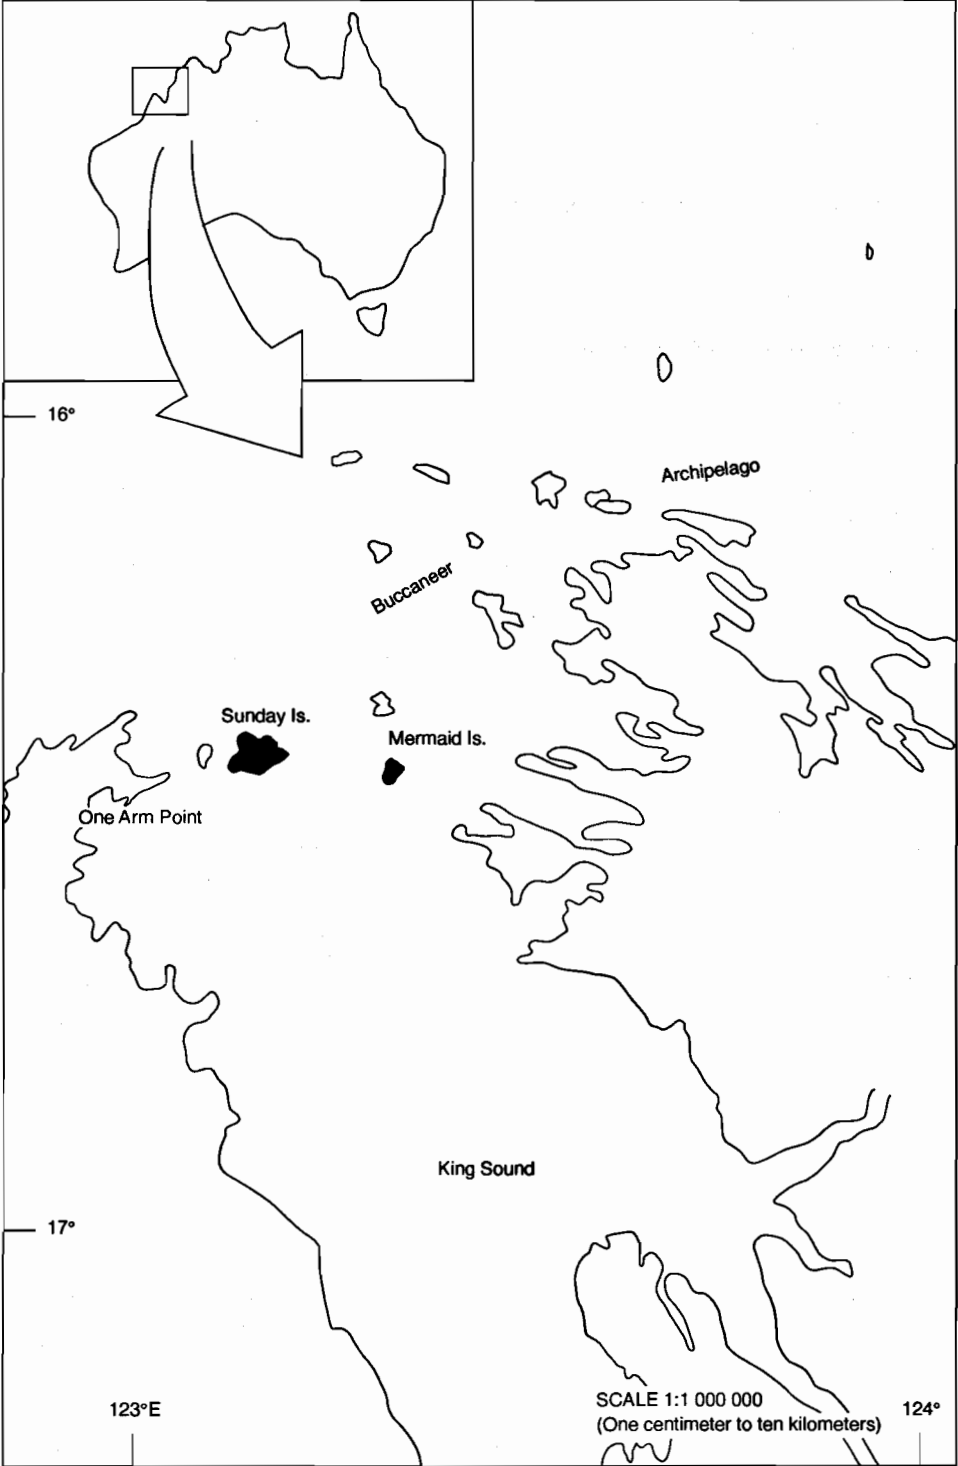 16°
Archipelago
Buccaneer
Sunday Is.
Mermaid Is.
One Arm Point
King Sound
17°
SCALE 1:1 000 000
(One centimeter to ten kilometers)
123°E
124°